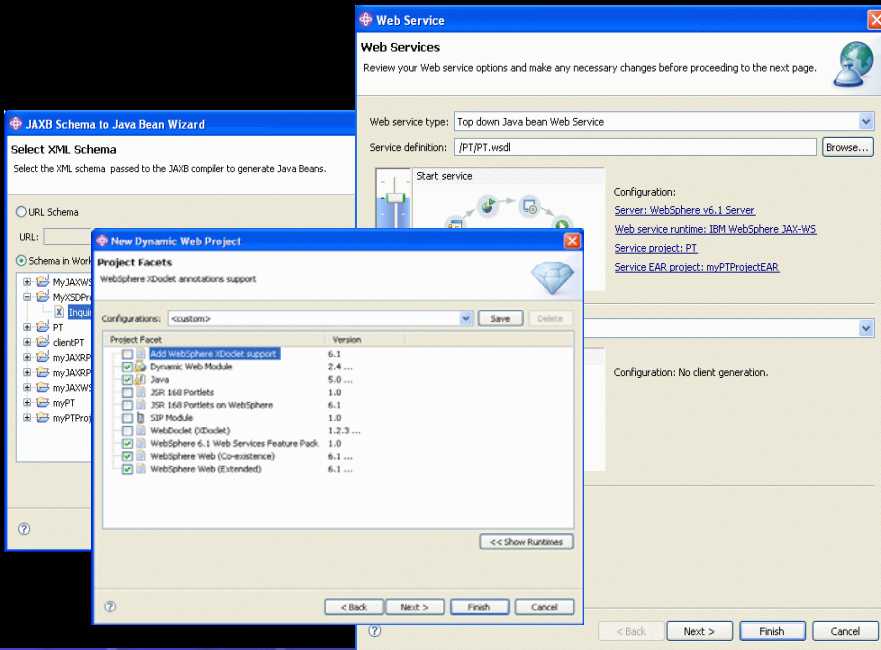 Web Service
Web Services
Review your Web service options and make any necessary changes before proceeding to the next page.
Web service type: Top down Java bean Web Service
Service definition: /PT/PT.wsdl Browse...
Start service
Configuration:
Server: WebSphere v6.1 Server
Web service runtime: IBM WebSphere JAX-WS
Service project: PT
Service EAR project: myPTProjectEAR
Configuration: No client generation.
< Back Next > Finish Cancel
JAXB Schema to Java Bean Wizard
Select XML Schema
Select the XML schema passed to the JAXB compiler to generate Java Beans.
URL Schema
URL:
Schema in Work
MyJAXWS
MyXSDPr
Inqui
PT
clientPT
myJAXRP
myJAXRP
myJAXWS
myPT
myPTProj
New Dynamic Web Project
Project Facets
WebSphere XDoclet annotations support
Configurations: <custom> Save Delete
Project Facet Version
Add WebSphere XDoclet support 6.1
Dynamic Web Module 2.4 ...
Java 5.0 ...
JSR 168 Portlets 1.0
JSR 168 Portlets on WebSphere 6.1
SIP Module 1.0
WebDoclet (XDoclet) 1.2.3 ...
WebSphere 6.1 Web Services Feature Pack 1.0
WebSphere Web (Co-existence) 6.1 ...
WebSphere Web (Extended) 6.1 ...
<< Show Runtimes
< Back Next > Finish Cancel